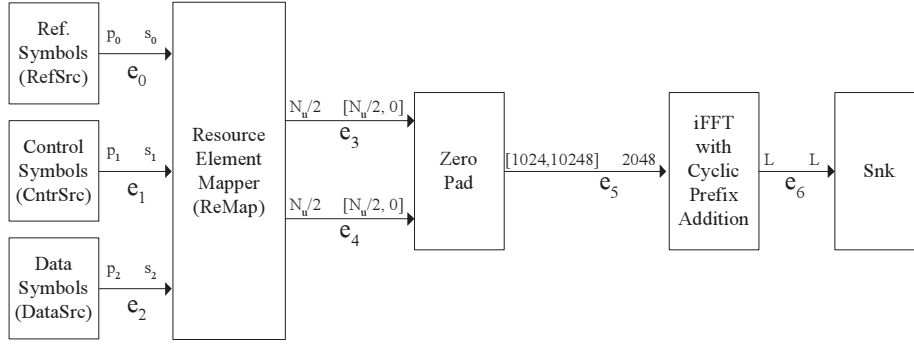 Ref.
Symbols
(RefSrc)
p₀ s₀
e₀
Control
Symbols
(CntrSrc)
p₁ s₁
e₁
Data
Symbols
(DataSrc)
p₂ s₂
e₂
Resource
Element
Mapper
(ReMap)
Nᵤ/2 [Nᵤ/2, 0]
e₃
Nᵤ/2 [Nᵤ/2, 0]
e₄
Zero
Pad
[1024,10248] 2048
e₅
iFFT
with
Cyclic
Prefix
Addition
L L
e₆
Snk